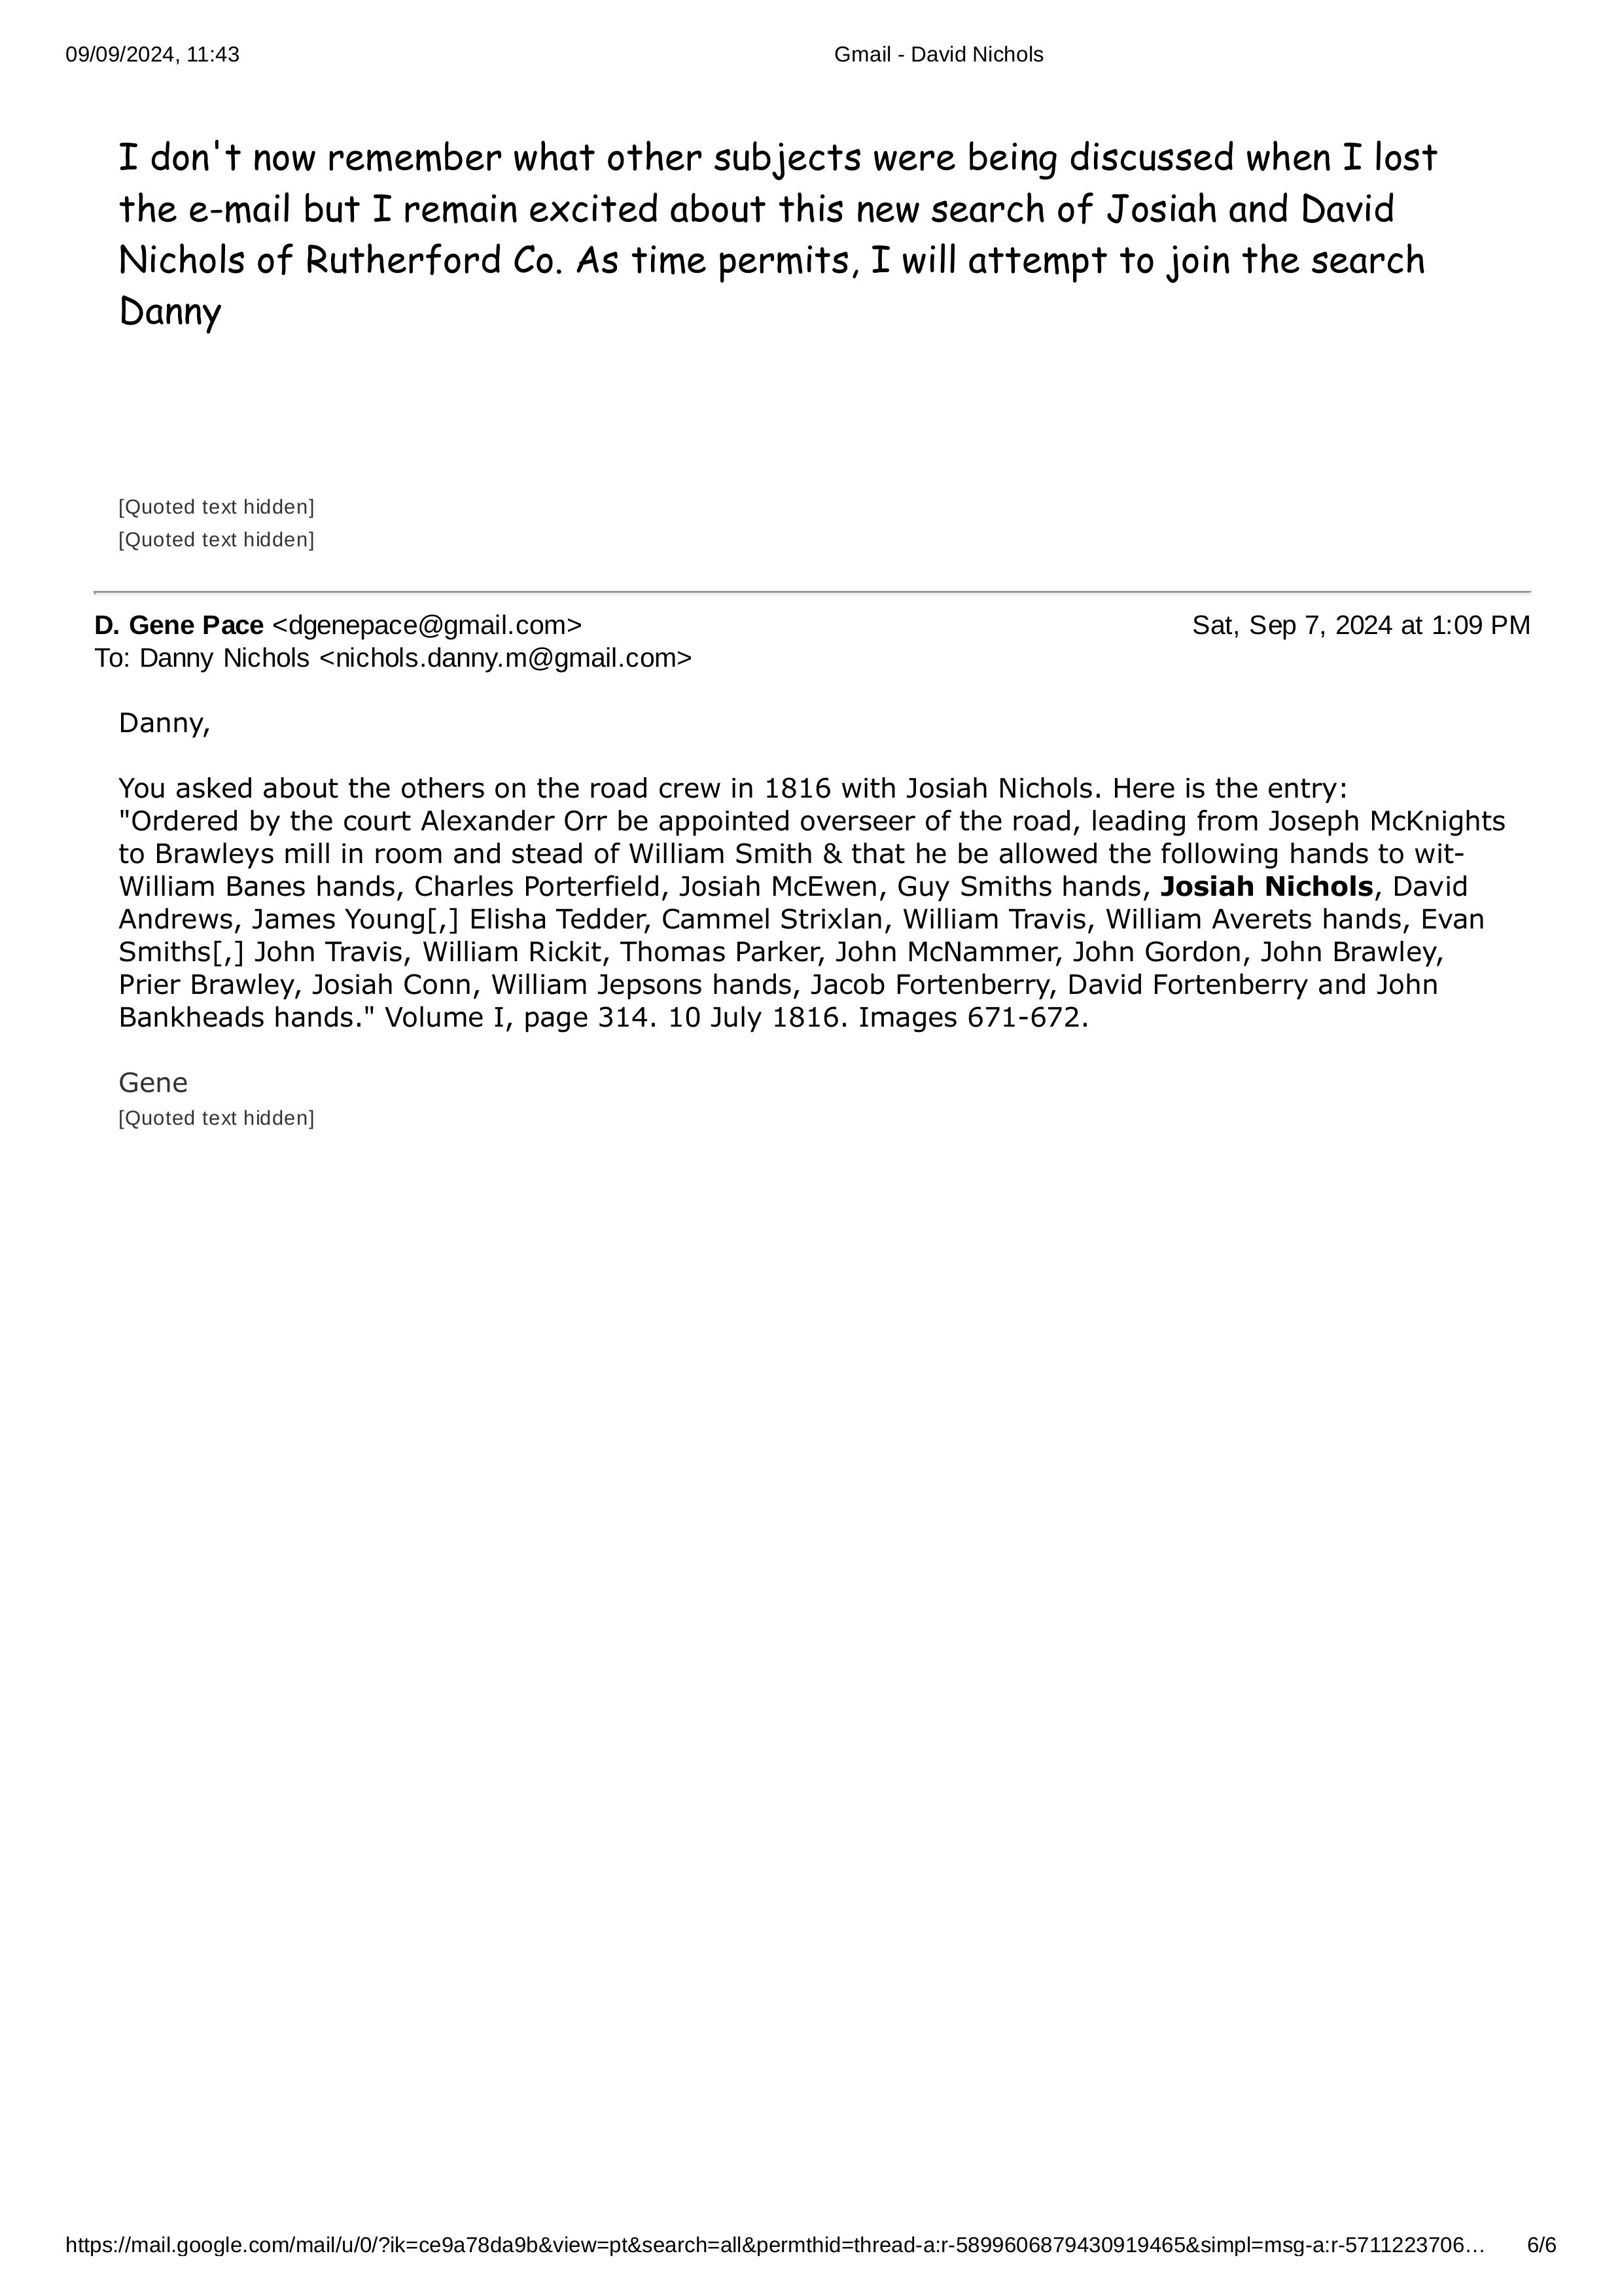 09/09/2024, 11:43 Gmail - David Nichols
I don't now remember what other subjects were being discussed when I lost
the e-mail but I remain excited about this new search of Josiah and David
Nichols of Rutherford Co. As time permits, I will attempt to join the search
Danny
[Quoted text hidden]
[Quoted text hidden]
D. Gene Pace <dgenepace@gmail.com> Sat, Sep 7, 2024 at 1:09 PM
To: Danny Nichols <nichols.danny.m@gmail.com>
Danny,
You asked about the others on the road crew in 1816 with Josiah Nichols. Here is the entry:
"Ordered by the court Alexander Orr be appointed overseer of the road, leading from Joseph McKnights
to Brawleys mill in room and stead of William Smith & that he be allowed the following hands to wit-
William Banes hands, Charles Porterfield, Josiah McEwen, Guy Smiths hands, Josiah Nichols, David
Andrews, James Young[,] Elisha Tedder, Cammel Strixlan, William Travis, William Averets hands, Evan
Smiths[,] John Travis, William Rickit, Thomas Parker, John McNammer, John Gordon, John Brawley,
Prier Brawley, Josiah Conn, William Jepsons hands, Jacob Fortenberry, David Fortenberry and John
Bankheads hands." Volume I, page 314. 10 July 1816. Images 671-672.
Gene
[Quoted text hidden]
https://mail.google.com/mail/u/0/?ik=ce9a78da9b&view=pt&search=all&permthid=thread-a:r-5899606879430919465&simpl=msg-a:r-5711223706… 6/6